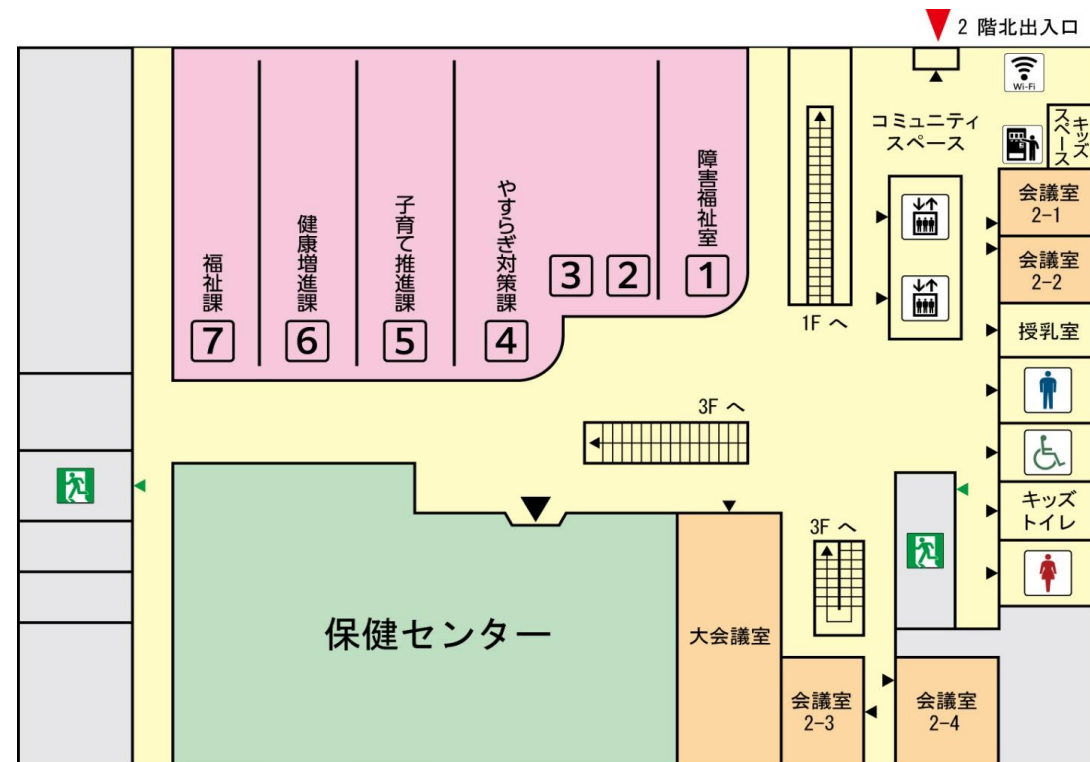 2 階北出入口
Wi-Fi
コミュニティ
スペース
キッズ
スペース
会議室
2-1
会議室
2-2
授乳室
キッズ
トイレ
障害福祉室
1
2
3
やすらぎ対策課
4
子育て推進課
5
健康増進課
6
福祉課
7
1F へ
3F へ
3F へ
保健センター
大会議室
会議室
2-3
会議室
2-4